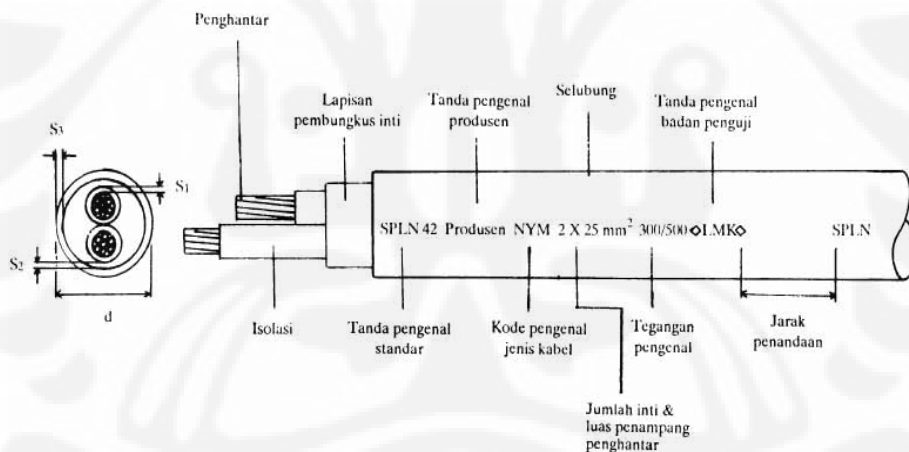 Penghantar
Lapisan
pembungkus inti
Tanda pengenal
produsen
Selubung
Tanda pengenal
badan penguji
S3
S1
SPLN 42 Produsen NYM 2 X 25 mm² 300/500 ◇LMK◇ SPLN
S2
d
Isolasi
Tanda pengenal
standar
Kode pengenal
jenis kabel
Tegangan
pengenal
Jarak
penandaan
Jumlah inti &
luas penampang
penghantar